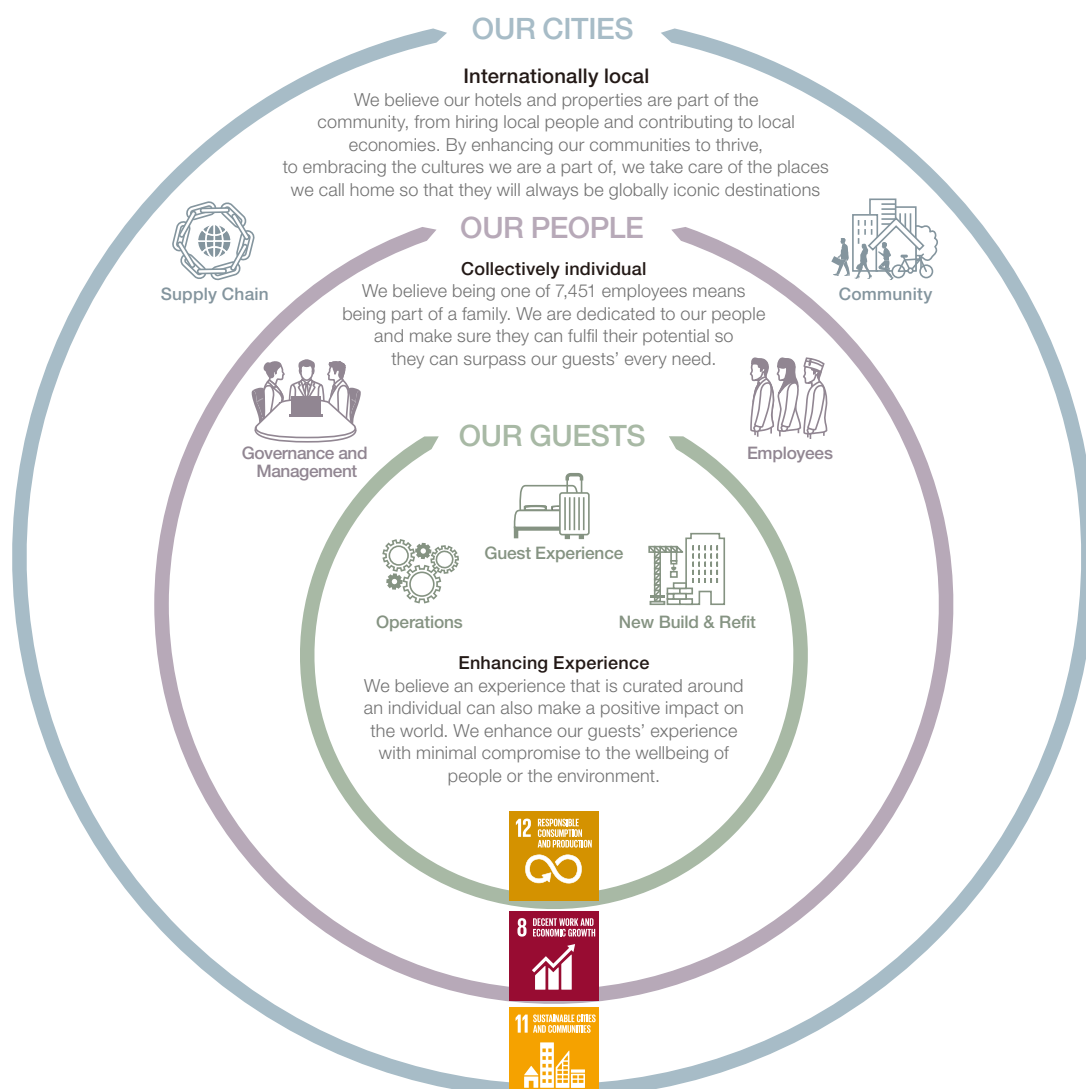 OUR CITIES
Internationally local
We believe our hotels and properties are part of the
community, from hiring local people and contributing to local
economies. By enhancing our communities to thrive,
to embracing the cultures we are a part of, we take care of the places
we call home so that they will always be globally iconic destinations
Supply Chain
Community
OUR PEOPLE
Collectively individual
We believe being one of 7,451 employees means
being part of a family. We are dedicated to our people
and make sure they can fulfil their potential so
they can surpass our guests’ every need.
Governance and
Management
Employees
OUR GUESTS
Guest Experience
Operations
New Build & Refit
Enhancing Experience
We believe an experience that is curated around
an individual can also make a positive impact on
the world. We enhance our guests’ experience
with minimal compromise to the wellbeing of
people or the environment.
12 RESPONSIBLE
CONSUMPTION
AND PRODUCTION
8 DECENT WORK AND
ECONOMIC GROWTH
11 SUSTAINABLE CITIES
AND COMMUNITIES